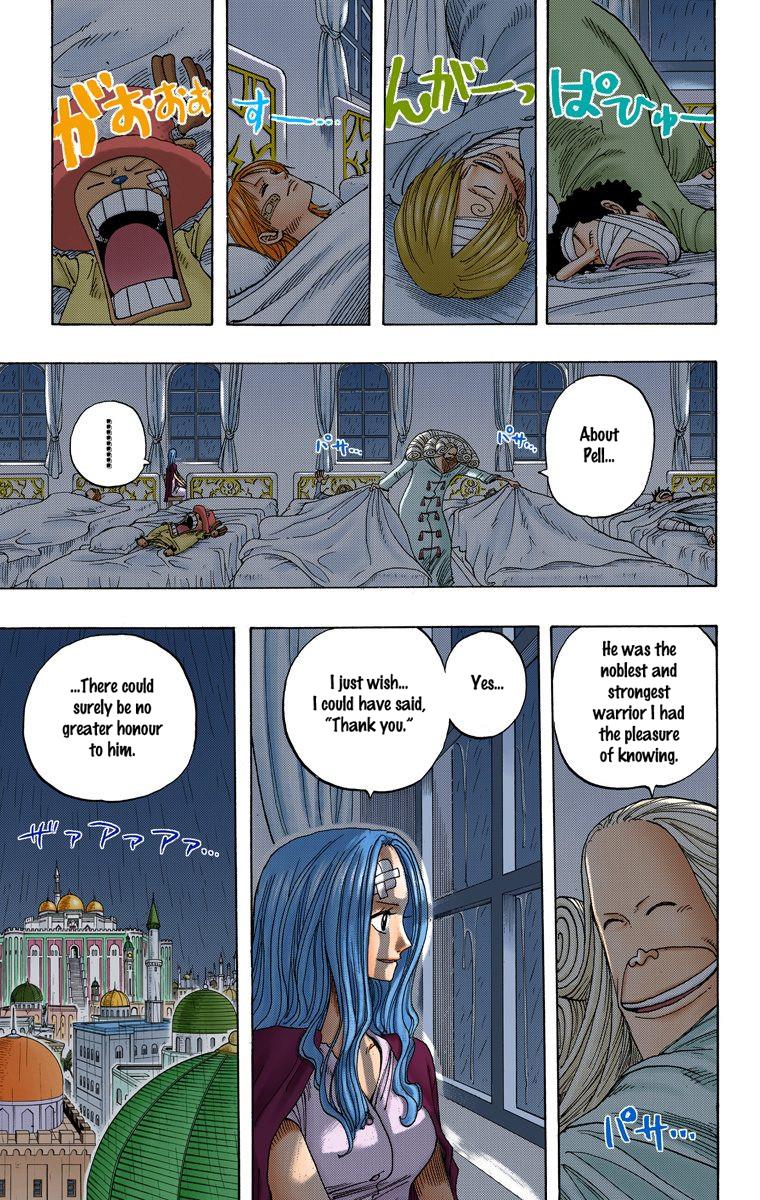 ぱひゅー
んがーっ
すー……
がおおお
About
Pell...
パサ…
パサ…
…………
He was the
noblest and
strongest
warrior I had
the pleasure
of knowing.
パサ…
Yes...
I just wish...
I could have said,
“Thank you.”
...There could
surely be no
greater honour
to him.
ザァアァアァ…